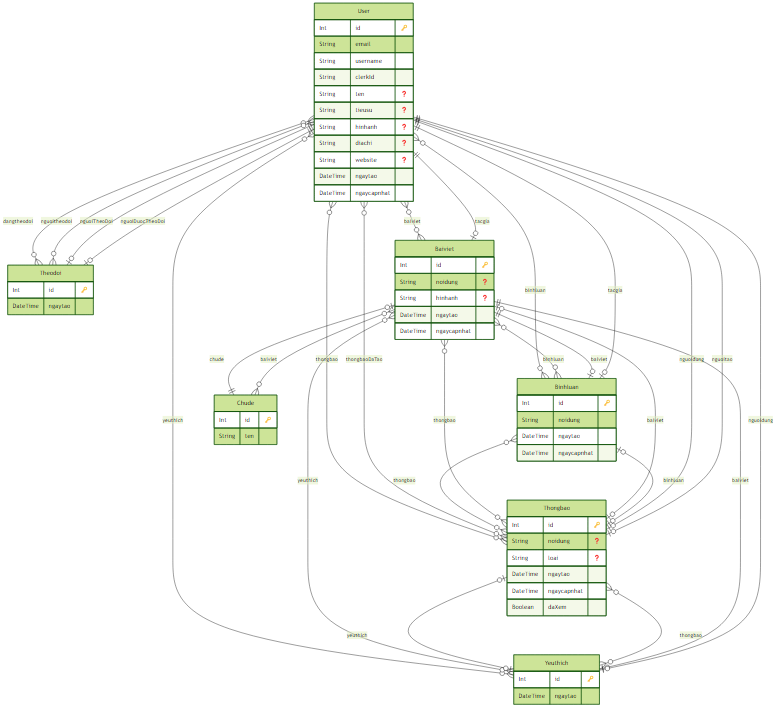 User
Int id
String email
String username
String clerkId
String ten ?
String tieusu ?
String hinhanh ?
String diachi ?
String website ?
DateTime ngaytao
DateTime ngaycapnhat
dangtheodoi
nguoitheodoi
nguoiTheoDoi
nguoiDuocTheoDoi
baiviet
tacgia
Theodoi
Int id
DateTime ngaytao
Baiviet
Int id
String noidung ?
String hinhanh ?
DateTime ngaytao
DateTime ngaycapnhat
binhluan
tacgia
chude
baiviet
thongbao
thongbaoDaTao
binhluan
baiviet
nguoidung
nguoitao
Chude
Int id
String ten
Binhluan
Int id
String noidung
DateTime ngaytao
DateTime ngaycapnhat
yeuthich
thongbao
baiviet
nguoidung
yeuthich
thongbao
binhluan
baiviet
Thongbao
Int id
String noidung ?
String loai ?
DateTime ngaytao
DateTime ngaycapnhat
Boolean daXem
yeuthich
thongbao
Yeuthich
Int id
DateTime ngaytao